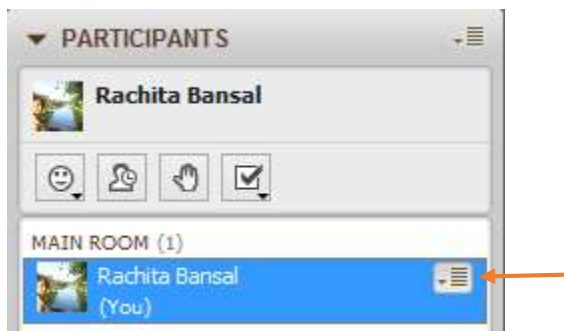 PARTICIPANTS
Rachita Bansal
MAIN ROOM (1)
Rachita Bansal
(You)